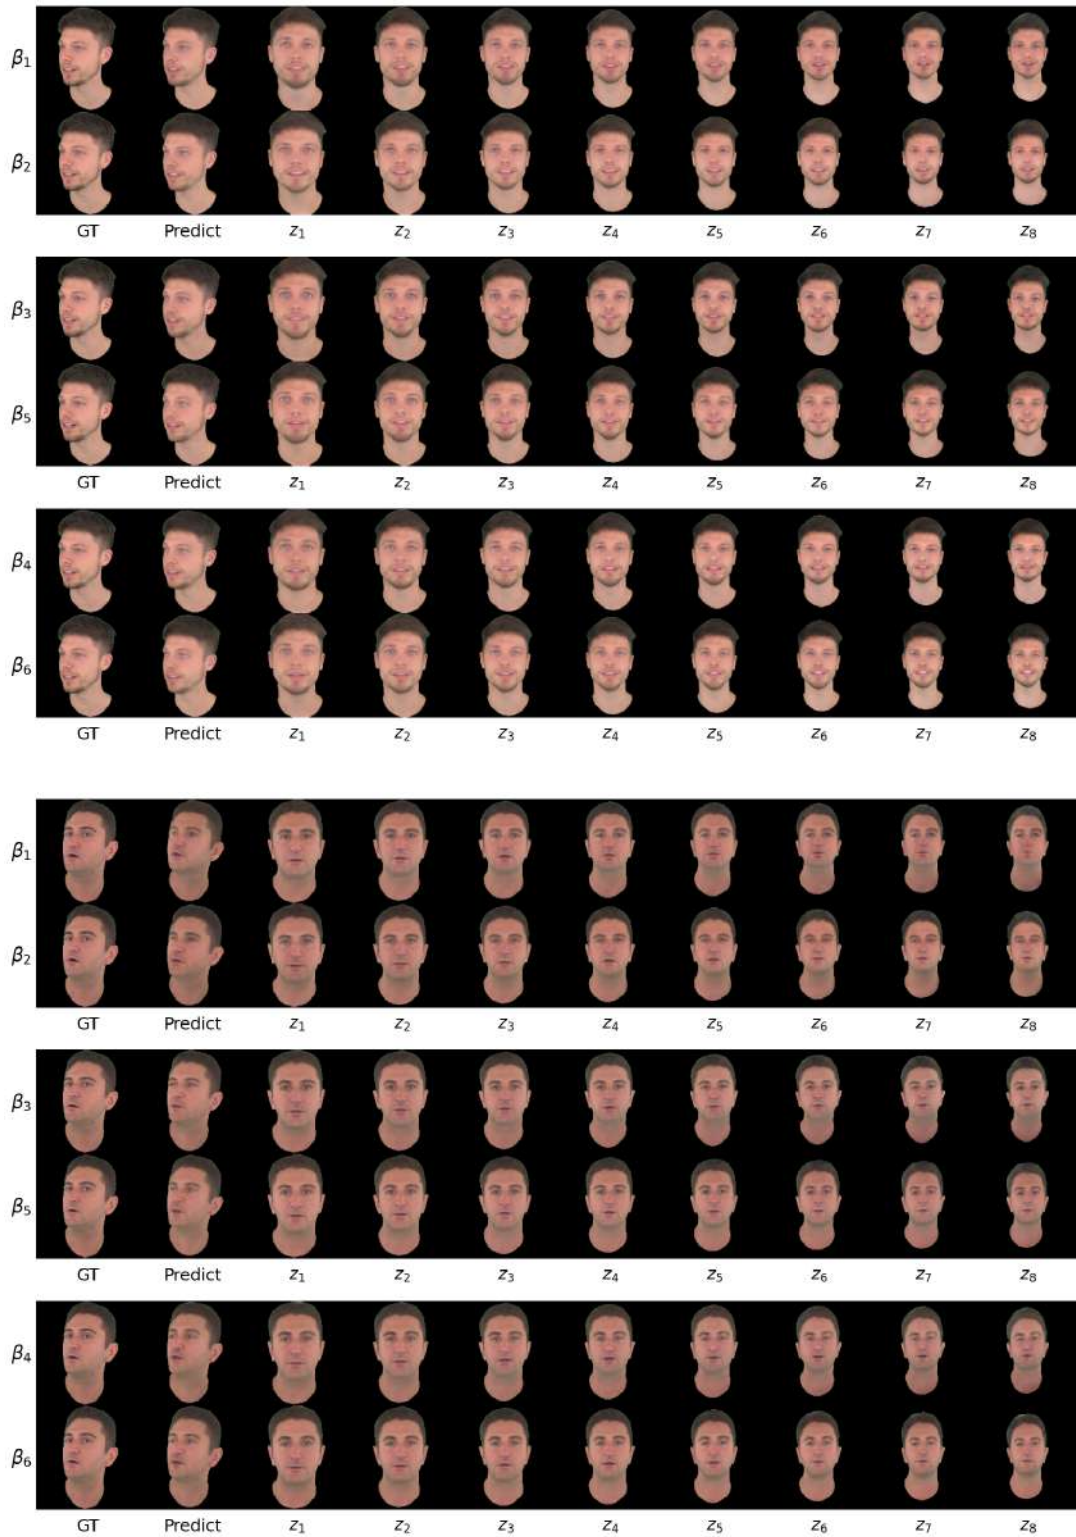 β₁
β₂
GT Predict z₁ z₂ z₃ z₄ z₅ z₆ z₇ z₈
β₃
β₅
GT Predict z₁ z₂ z₃ z₄ z₅ z₆ z₇ z₈
β₄
β₆
GT Predict z₁ z₂ z₃ z₄ z₅ z₆ z₇ z₈
β₁
β₂
GT Predict z₁ z₂ z₃ z₄ z₅ z₆ z₇ z₈
β₃
β₅
GT Predict z₁ z₂ z₃ z₄ z₅ z₆ z₇ z₈
β₄
β₆
GT Predict z₁ z₂ z₃ z₄ z₅ z₆ z₇ z₈